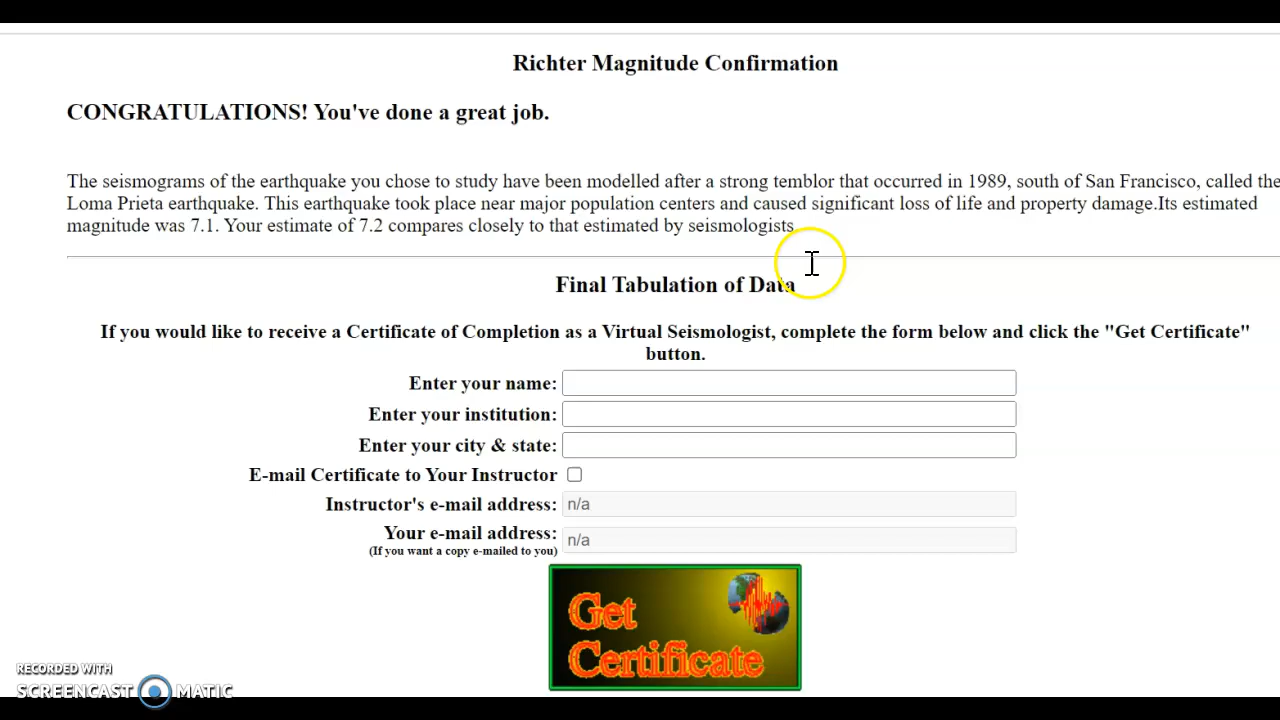 Richter Magnitude Confirmation
CONGRATULATIONS! You've done a great job.
The seismograms of the earthquake you chose to study have been modelled after a strong temblor that occurred in 1989, south of San Francisco, called the
Loma Prieta earthquake. This earthquake took place near major population centers and caused significant loss of life and property damage.Its estimated
magnitude was 7.1. Your estimate of 7.2 compares closely to that estimated by seismologists.
Final Tabulation of Data
If you would like to receive a Certificate of Completion as a Virtual Seismologist, complete the form below and click the "Get Certificate"
button.
Enter your name:
Enter your institution:
Enter your city & state:
E-mail Certificate to Your Instructor
Instructor's e-mail address: n/a
Your e-mail address: n/a
(If you want a copy e-mailed to you)
Get
Certificate
RECORDED WITH
SCREENCAST MATIC